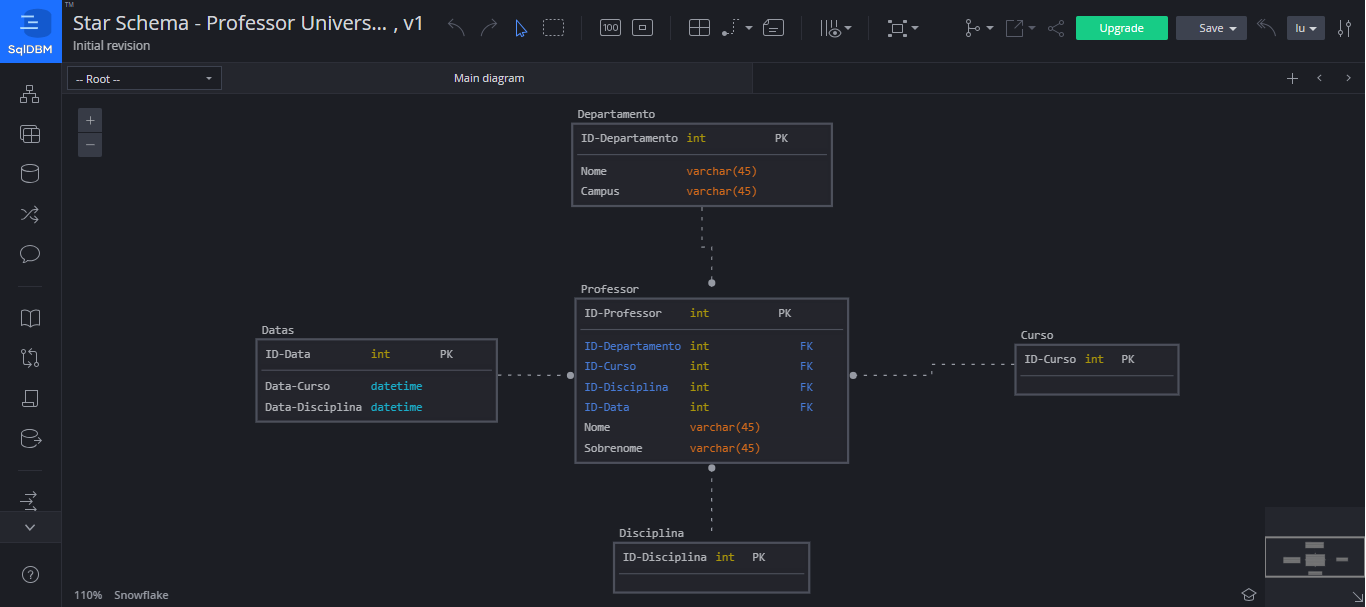 TM
SqlDBM
Star Schema - Professor Univers... , v1
Initial revision
100
Upgrade
Save
lu
-- Root --
Main diagram
Departamento
ID-Departamento int PK
Nome varchar(45)
Campus varchar(45)
Professor
ID-Professor int PK
ID-Departamento int FK
ID-Curso int FK
ID-Disciplina int FK
ID-Data int FK
Nome varchar(45)
Sobrenome varchar(45)
Datas
ID-Data int PK
Data-Curso datetime
Data-Disciplina datetime
Curso
ID-Curso int PK
Disciplina
ID-Disciplina int PK
110% Snowflake